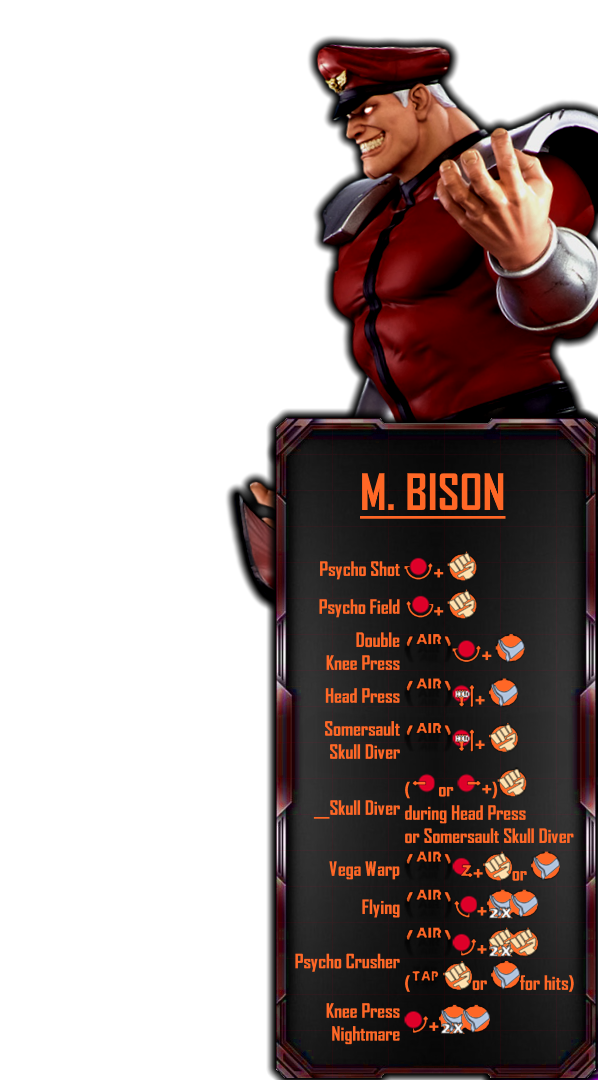 M. BISON
Psycho Shot +
Psycho Field +
Double
Knee Press AIR +
Head Press AIR HOLD +
Somersault
Skull Diver AIR HOLD +
__Skull Diver ( or +)
during Head Press
or Somersault Skull Diver
Vega Warp AIR Z + or
Flying AIR + 2X
Psycho Crusher AIR + 2X
( TAP or for hits)
Knee Press
Nightmare + 2X